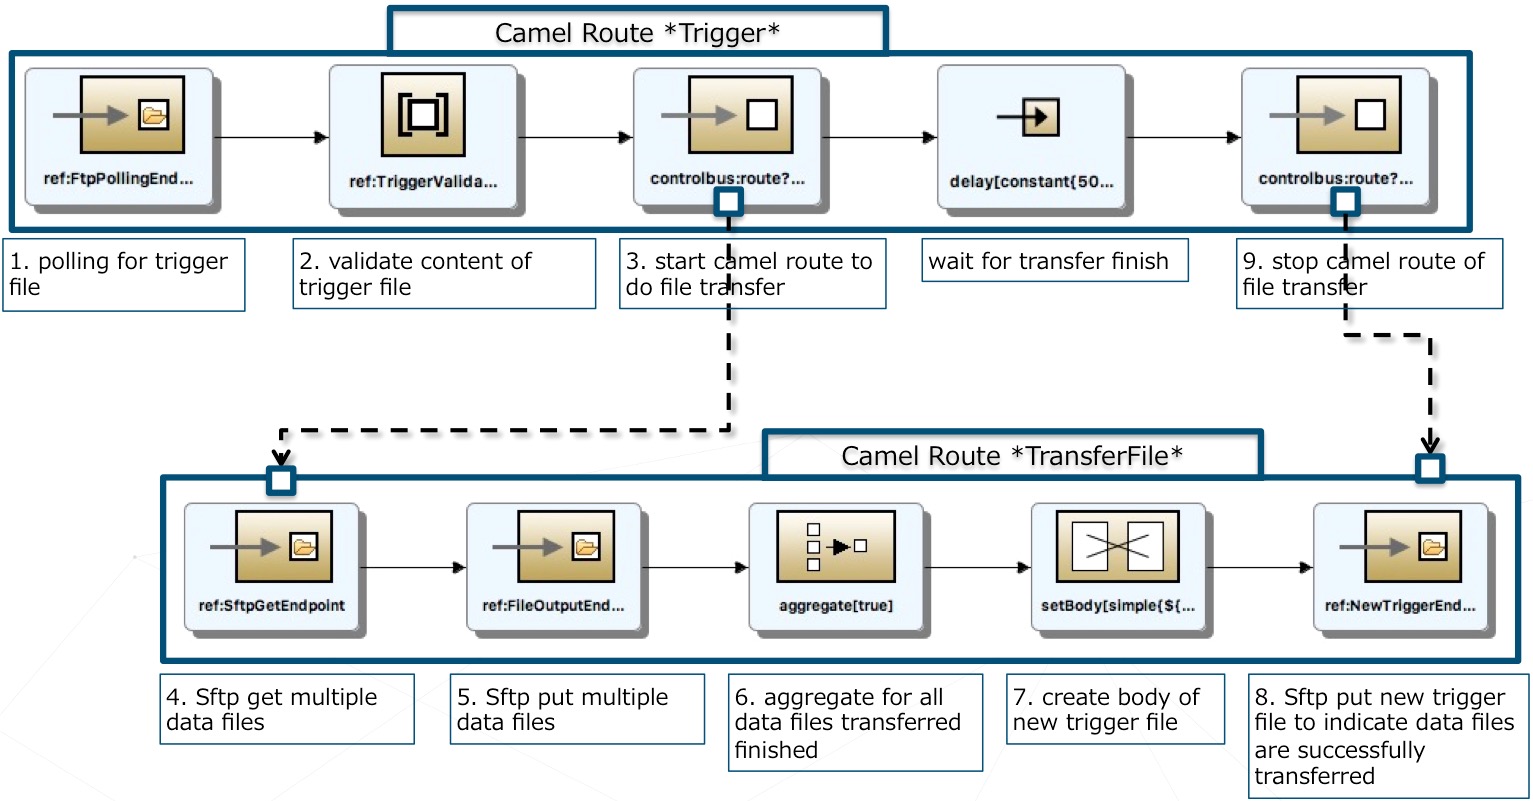 Camel Route *Trigger*
ref:FtpPollingEnd...
ref:TriggerValida...
controlbus:route?...
delay[constant{50...
controlbus:route?...
1. polling for trigger
file
2. validate content of
trigger file
3. start camel route to
do file transfer
wait for transfer finish
9. stop camel route of
file transfer
Camel Route *TransferFile*
ref:SftpGetEndpoint
ref:FileOutputEnd...
aggregate[true]
setBody[simple{${...
ref:NewTriggerEnd...
4. Sftp get multiple
data files
5. Sftp put multiple
data files
6. aggregate for all
data files transferred
finished
7. create body of
new trigger file
8. Sftp put new trigger
file to indicate data files
are successfully
transferred